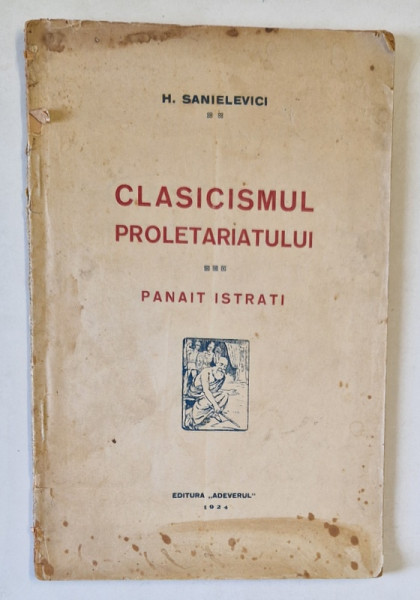 H. SANIELEVICI
CLASICISMUL
PROLETARIATULUI
PANAIT ISTRATI
EDITURA „ADEVERUL"
1924